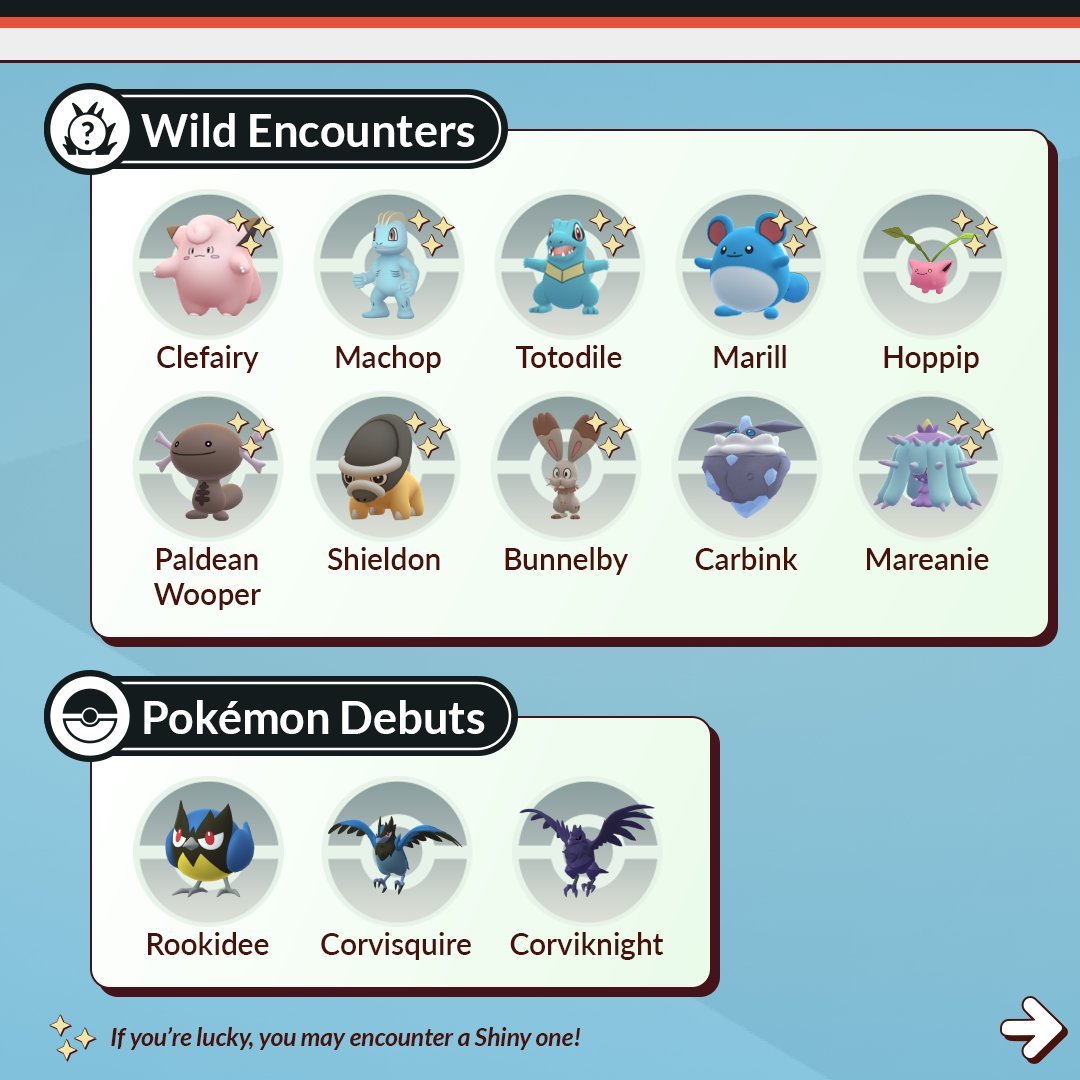 ?
Wild Encounters
Clefairy
Machop
Totodile
Marill
Hoppip
Paldean
Wooper
Shieldon
Bunnelby
Carbink
Mareanie
Pokémon Debuts
Rookidee
Corvisquire
Corviknight
If you're lucky, you may encounter a Shiny one!